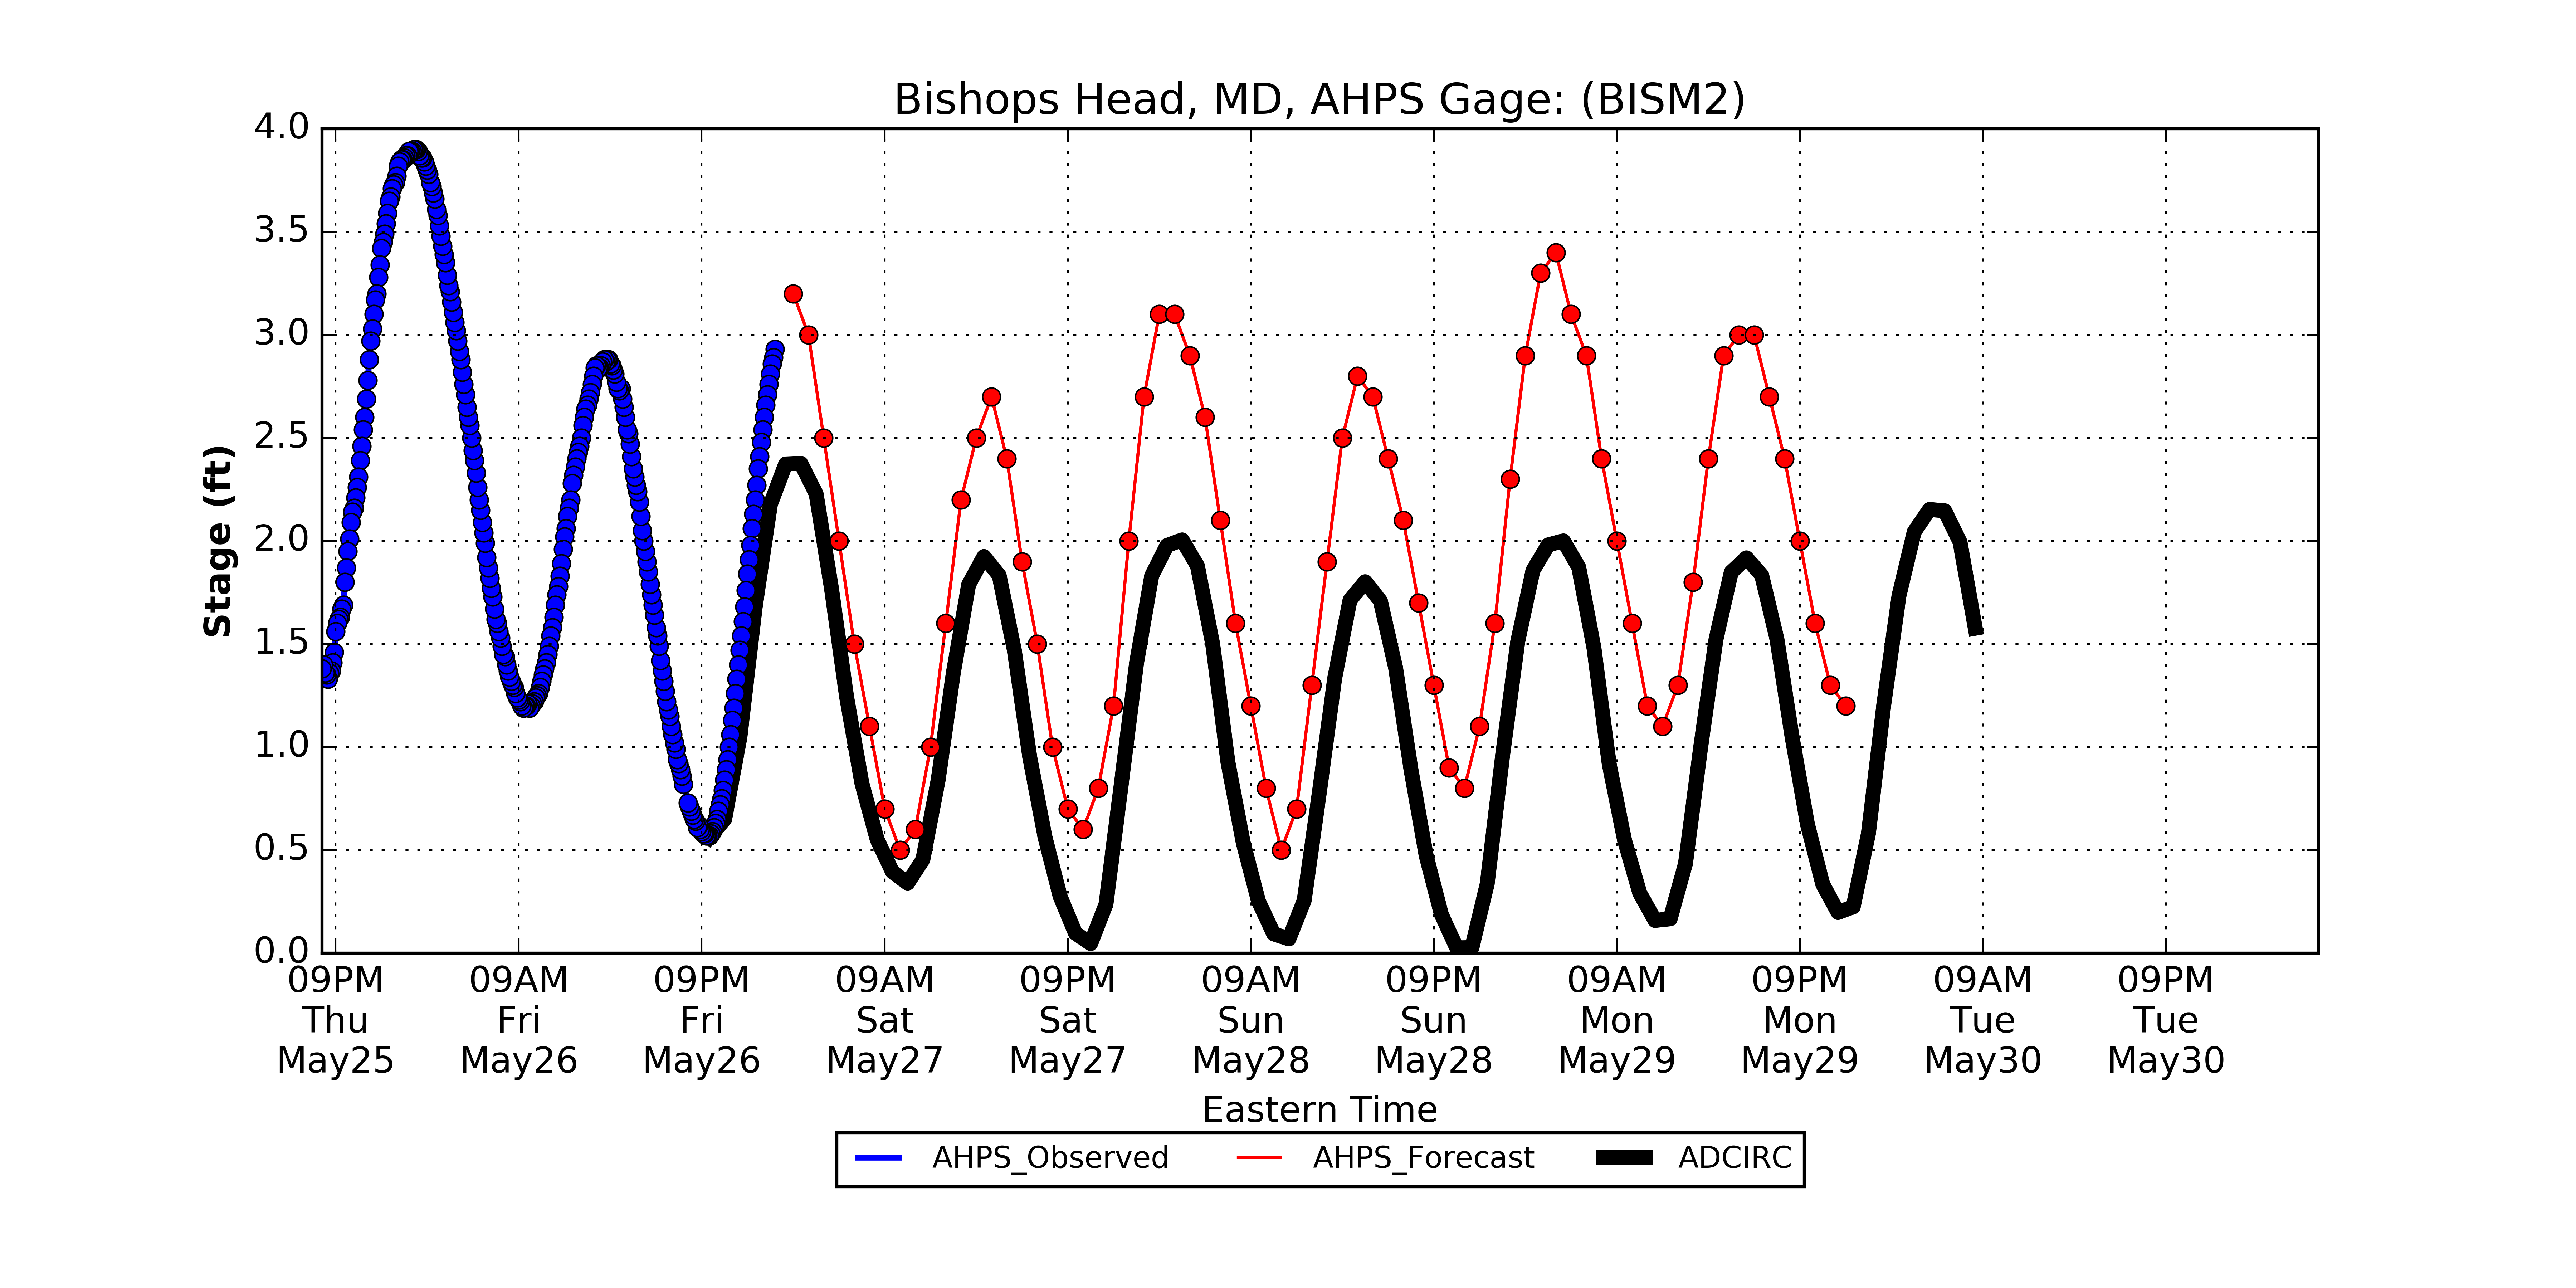 Bishops Head, MD, AHPS Gage: (BISM2)
4.0
3.5
3.0
2.5
2.0
1.5
1.0
0.5
0.0
Stage (ft)
09PM 09AM 09PM 09AM 09PM 09AM 09PM 09AM 09PM 09AM 09PM
Thu Fri Fri Sat Sat Sun Sun Mon Mon Tue Tue
May25 May26 May26 May27 May27 May28 May28 May29 May29 May30 May30
Eastern Time
AHPS_Observed AHPS_Forecast ADCIRC